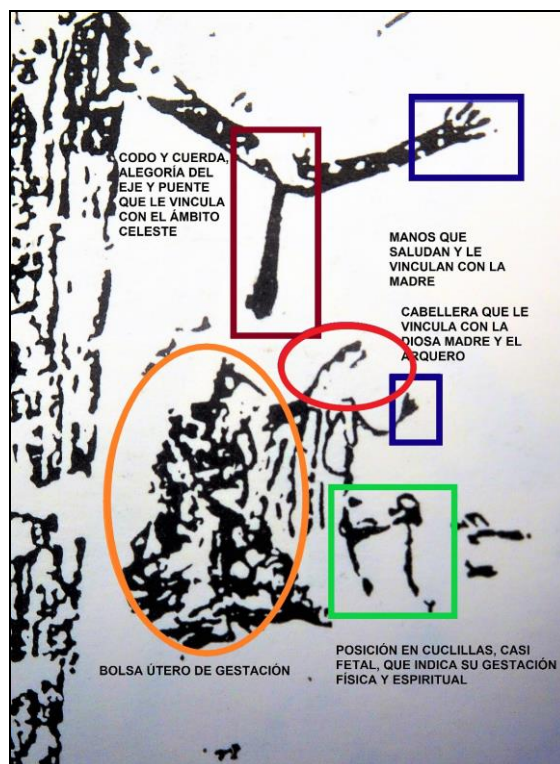 CODO Y CUERDA,
ALEGORÍA DEL
EJE Y PUENTE
QUE LE VINCULA
CON EL ÁMBITO
CELESTE
MANOS QUE
SALUDAN Y LE
VINCULAN CON LA
MADRE
CABELLERA QUE LE
VINCULA CON LA
DIOSA MADRE Y EL
ARQUERO
BOLSA ÚTERO DE GESTACIÓN
POSICIÓN EN CUCLILLAS, CASI
FETAL, QUE INDICA SU GESTACIÓN
FÍSICA Y ESPIRITUAL